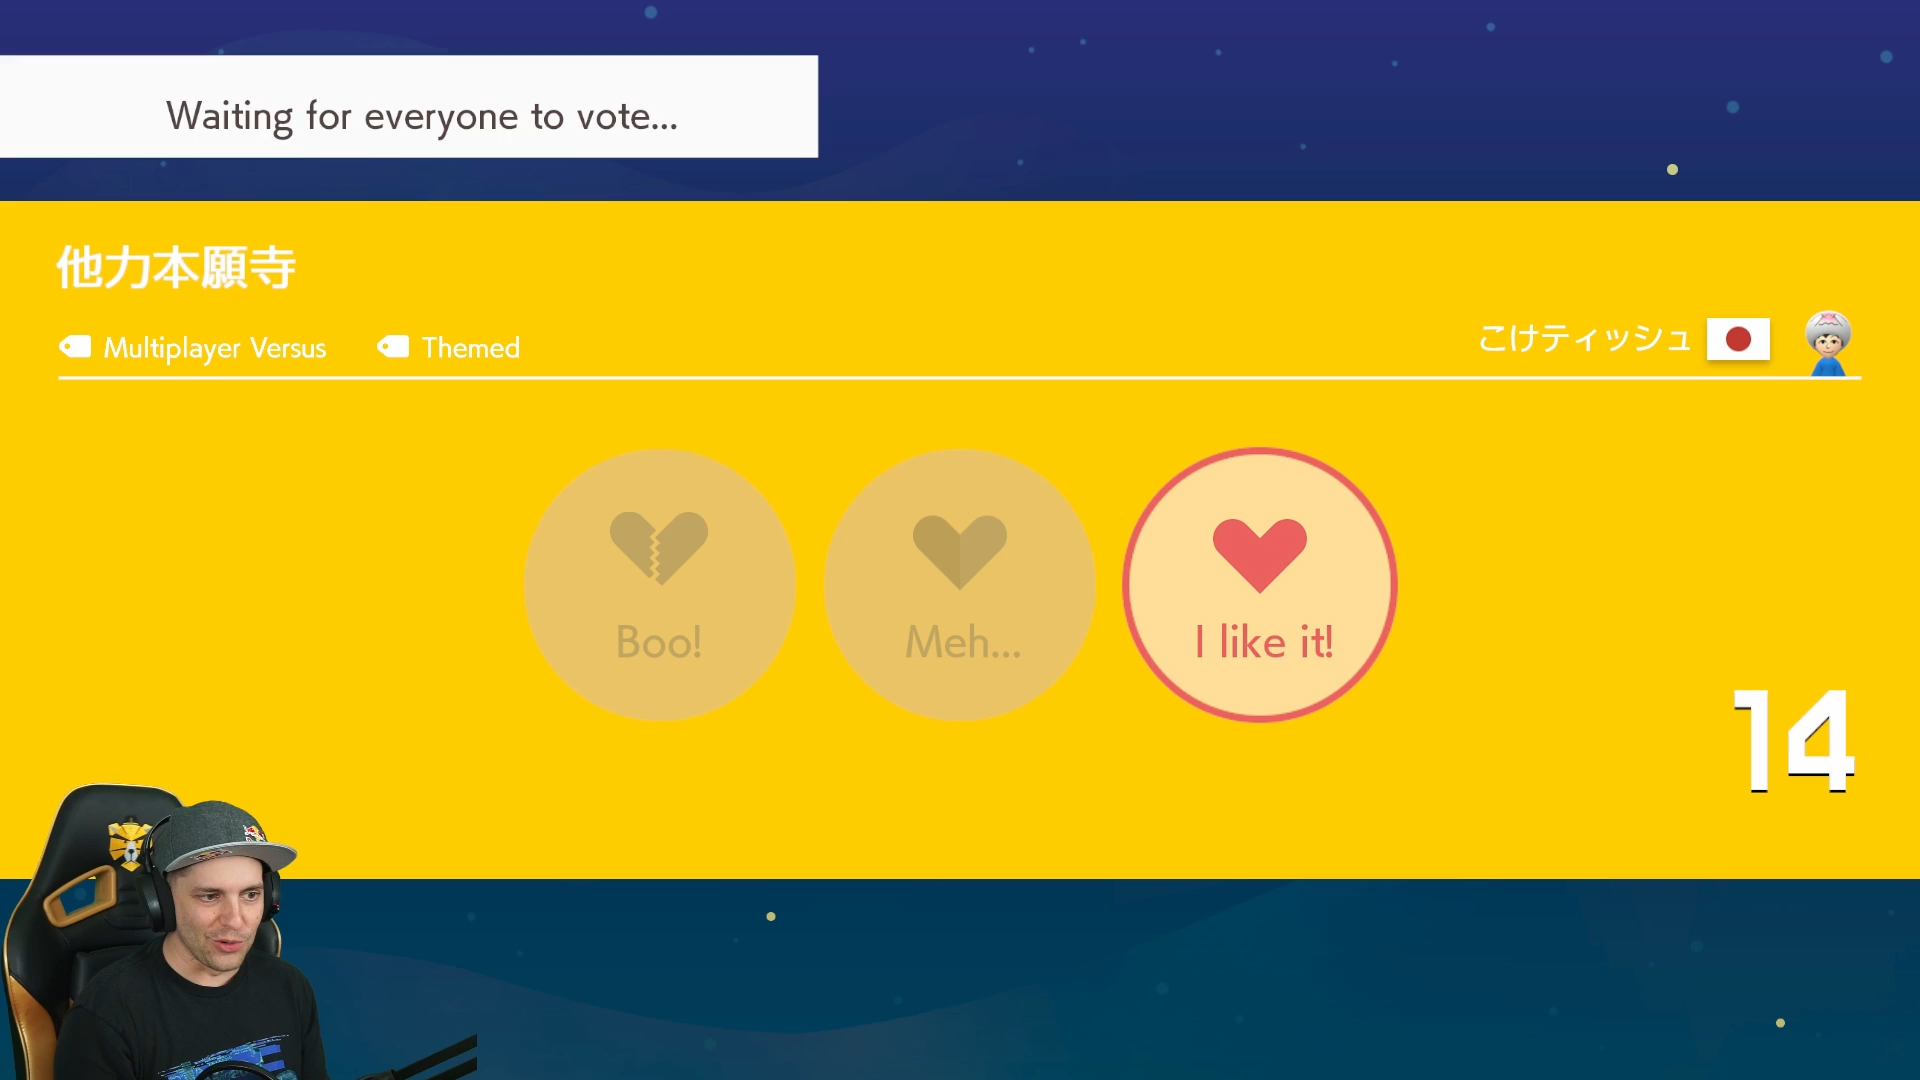 Waiting for everyone to vote...
他力本願寺
Multiplayer Versus Themed
こけティッシュ
Boo! Meh... I like it!
14